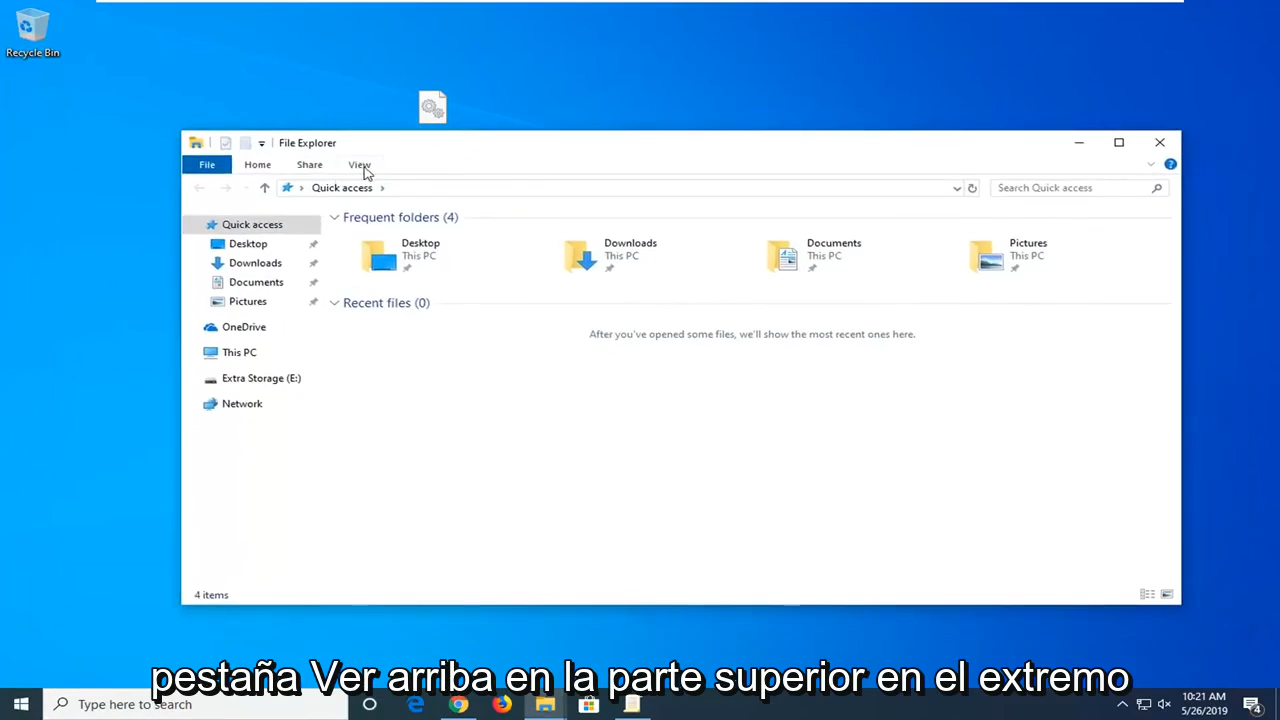 Recycle Bin
File Explorer
File Home Share View
Quick access
Search Quick access
Quick access
Desktop
Downloads
Documents
Pictures
OneDrive
This PC
Extra Storage (E:)
Network
Frequent folders (4)
Desktop
This PC
Downloads
This PC
Documents
This PC
Pictures
This PC
Recent files (0)
After you've opened some files, we'll show the most recent ones here.
4 items
pestaña Ver arriba en la parte superior en el extremo
Type here to search
10:21 AM
5/26/2019
4